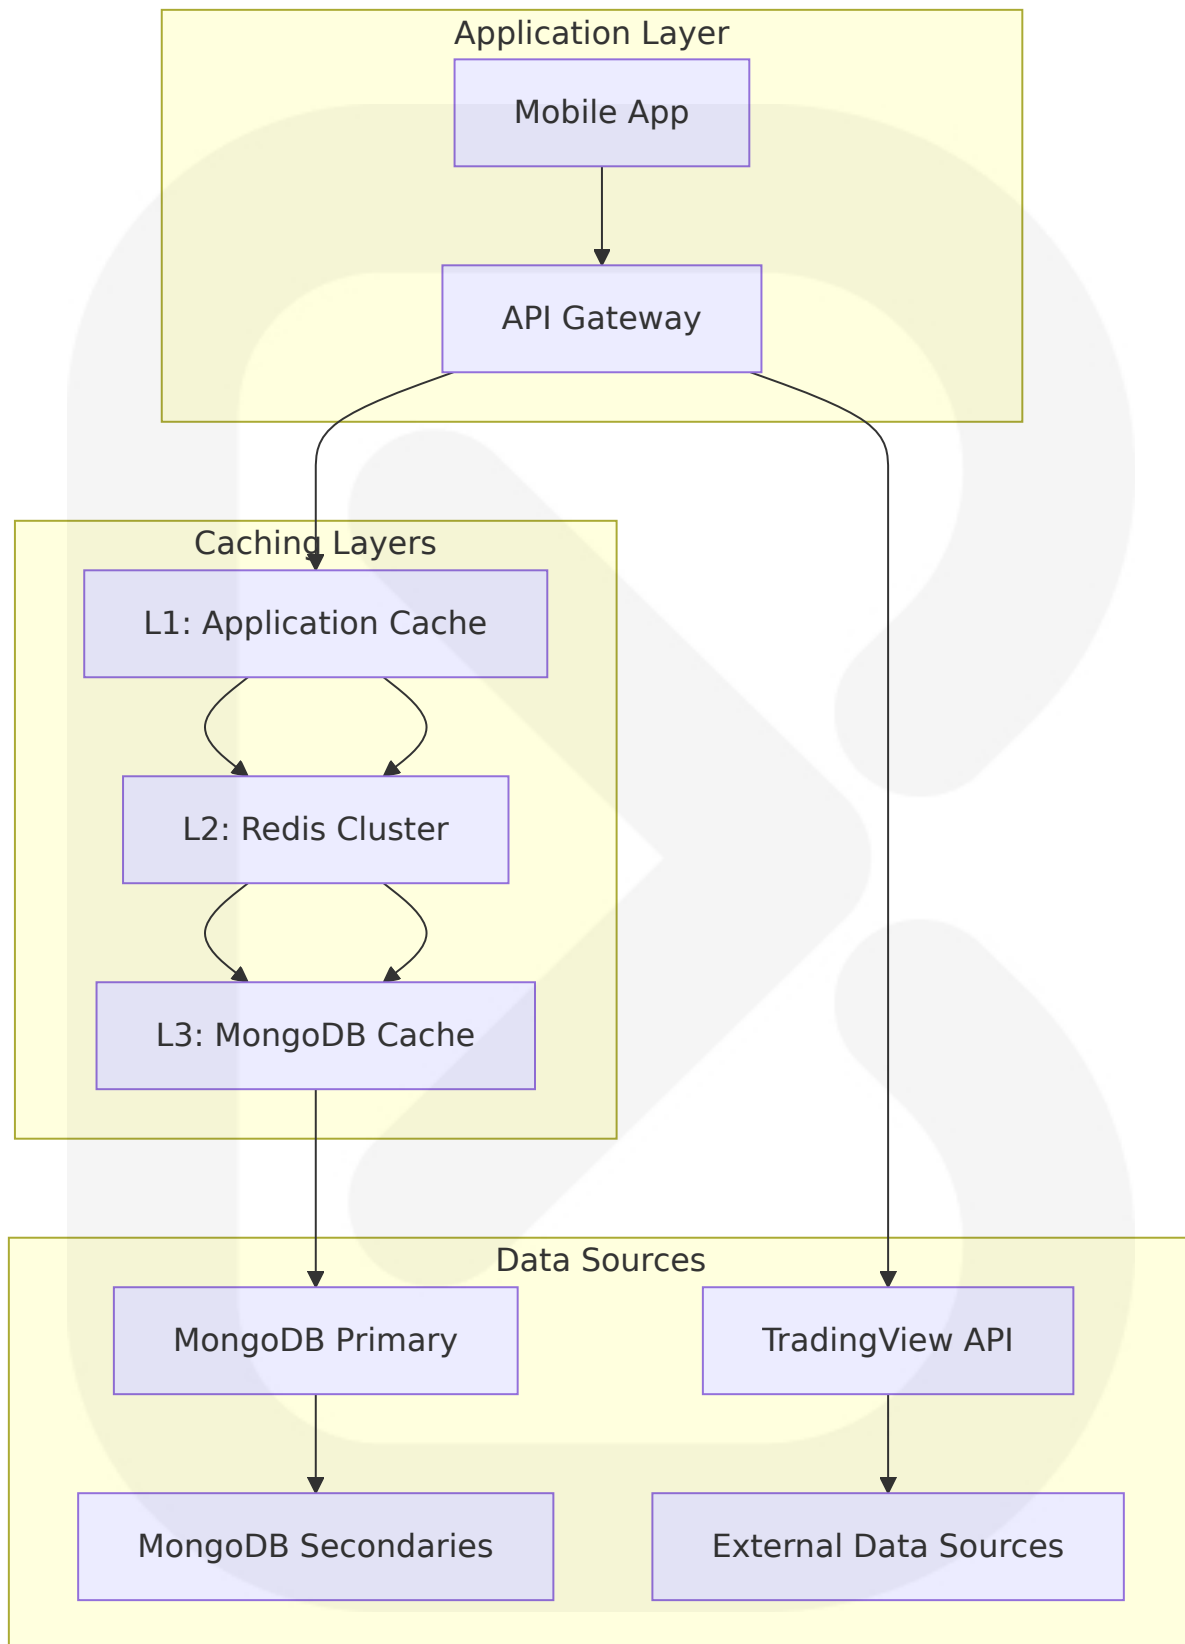 Application Layer
Mobile App
API Gateway
Caching Layers
L1: Application Cache
L2: Redis Cluster
L3: MongoDB Cache
Data Sources
MongoDB Primary
TradingView API
MongoDB Secondaries
External Data Sources